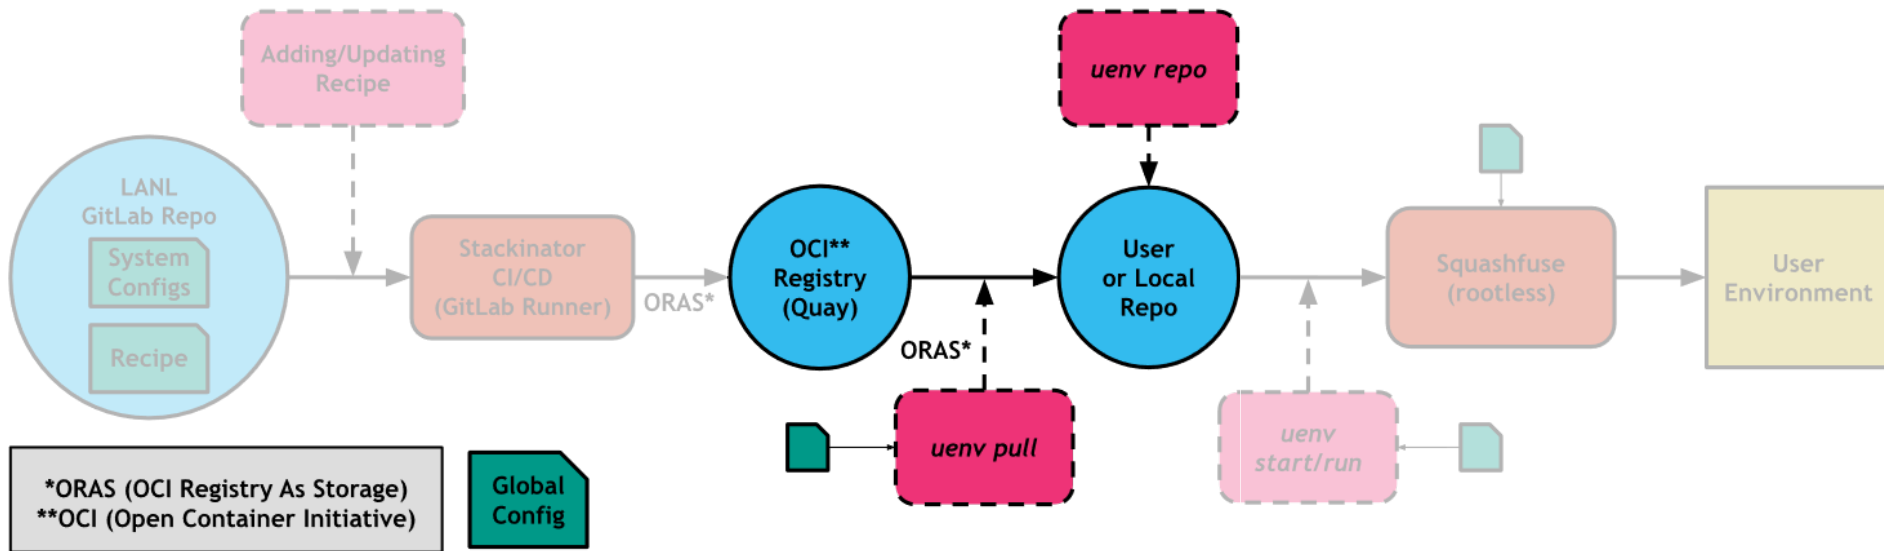 Adding/Updating
Recipe
uenv repo
LANL
GitLab Repo
System
Configs
Recipe
Stackinator
CI/CD
(GitLab Runner)
ORAS*
OCI**
Registry
(Quay)
ORAS*
User
or Local
Repo
Squashfuse
(rootless)
User
Environment
uenv pull
uenv
start/run
*ORAS (OCI Registry As Storage)
**OCI (Open Container Initiative)
Global
Config